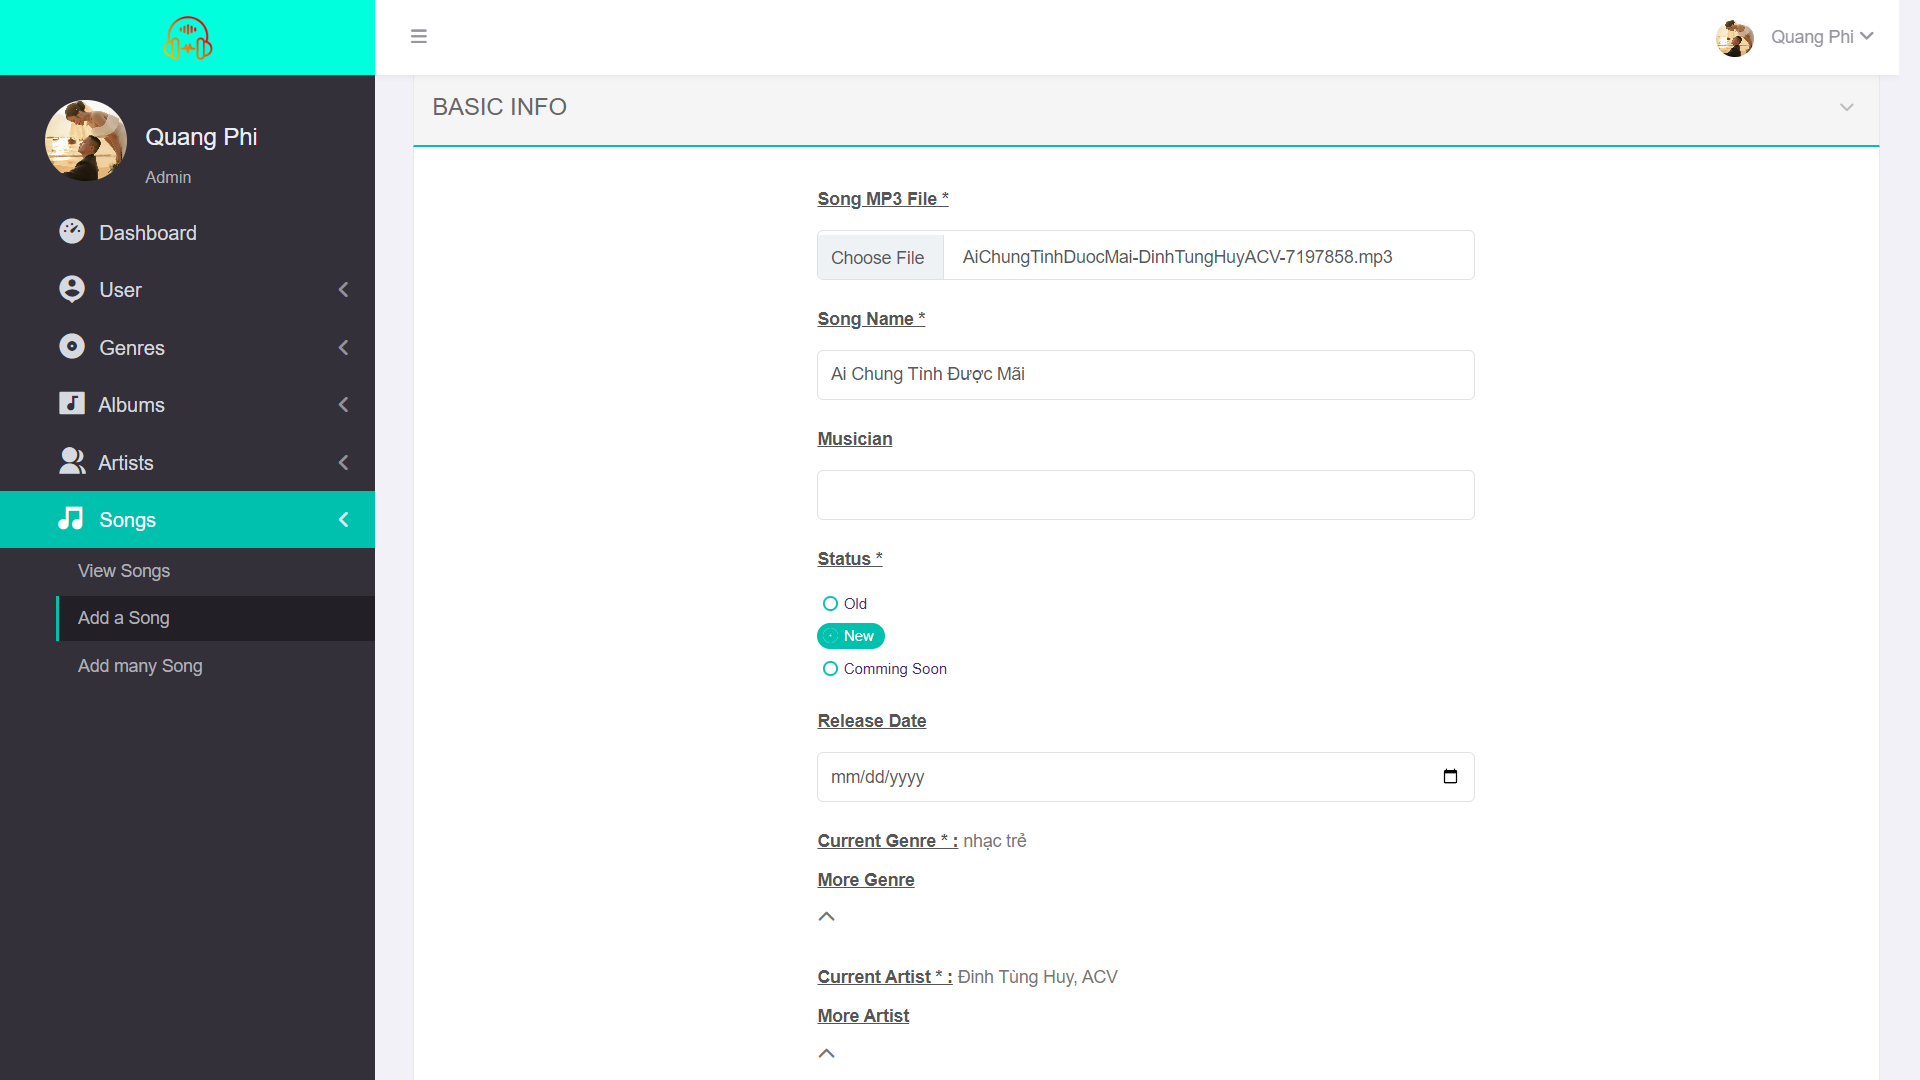 Quang Phi
Quang Phi
Admin
Dashboard
User
Genres
Albums
Artists
Songs
View Songs
Add a Song
Add many Song
BASIC INFO
Song MP3 File *
Choose File AiChungTinhDuocMai-DinhTungHuyACV-7197858.mp3
Song Name *
Ai Chung Tình Được Mãi
Musician
Status *
Old
New
Comming Soon
Release Date
mm/dd/yyyy
Current Genre * : nhạc trẻ
More Genre
Current Artist * : Đinh Tùng Huy, ACV
More Artist